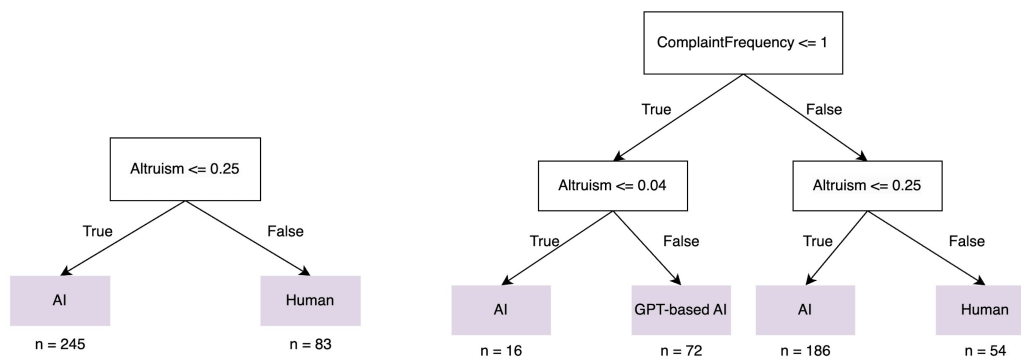 Altruism <= 0.25
True
False
AI
Human
n = 245
n = 83
ComplaintFrequency <= 1
True
False
Altruism <= 0.04
Altruism <= 0.25
True
False
True
False
AI
GPT-based AI
AI
Human
n = 16
n = 72
n = 186
n = 54